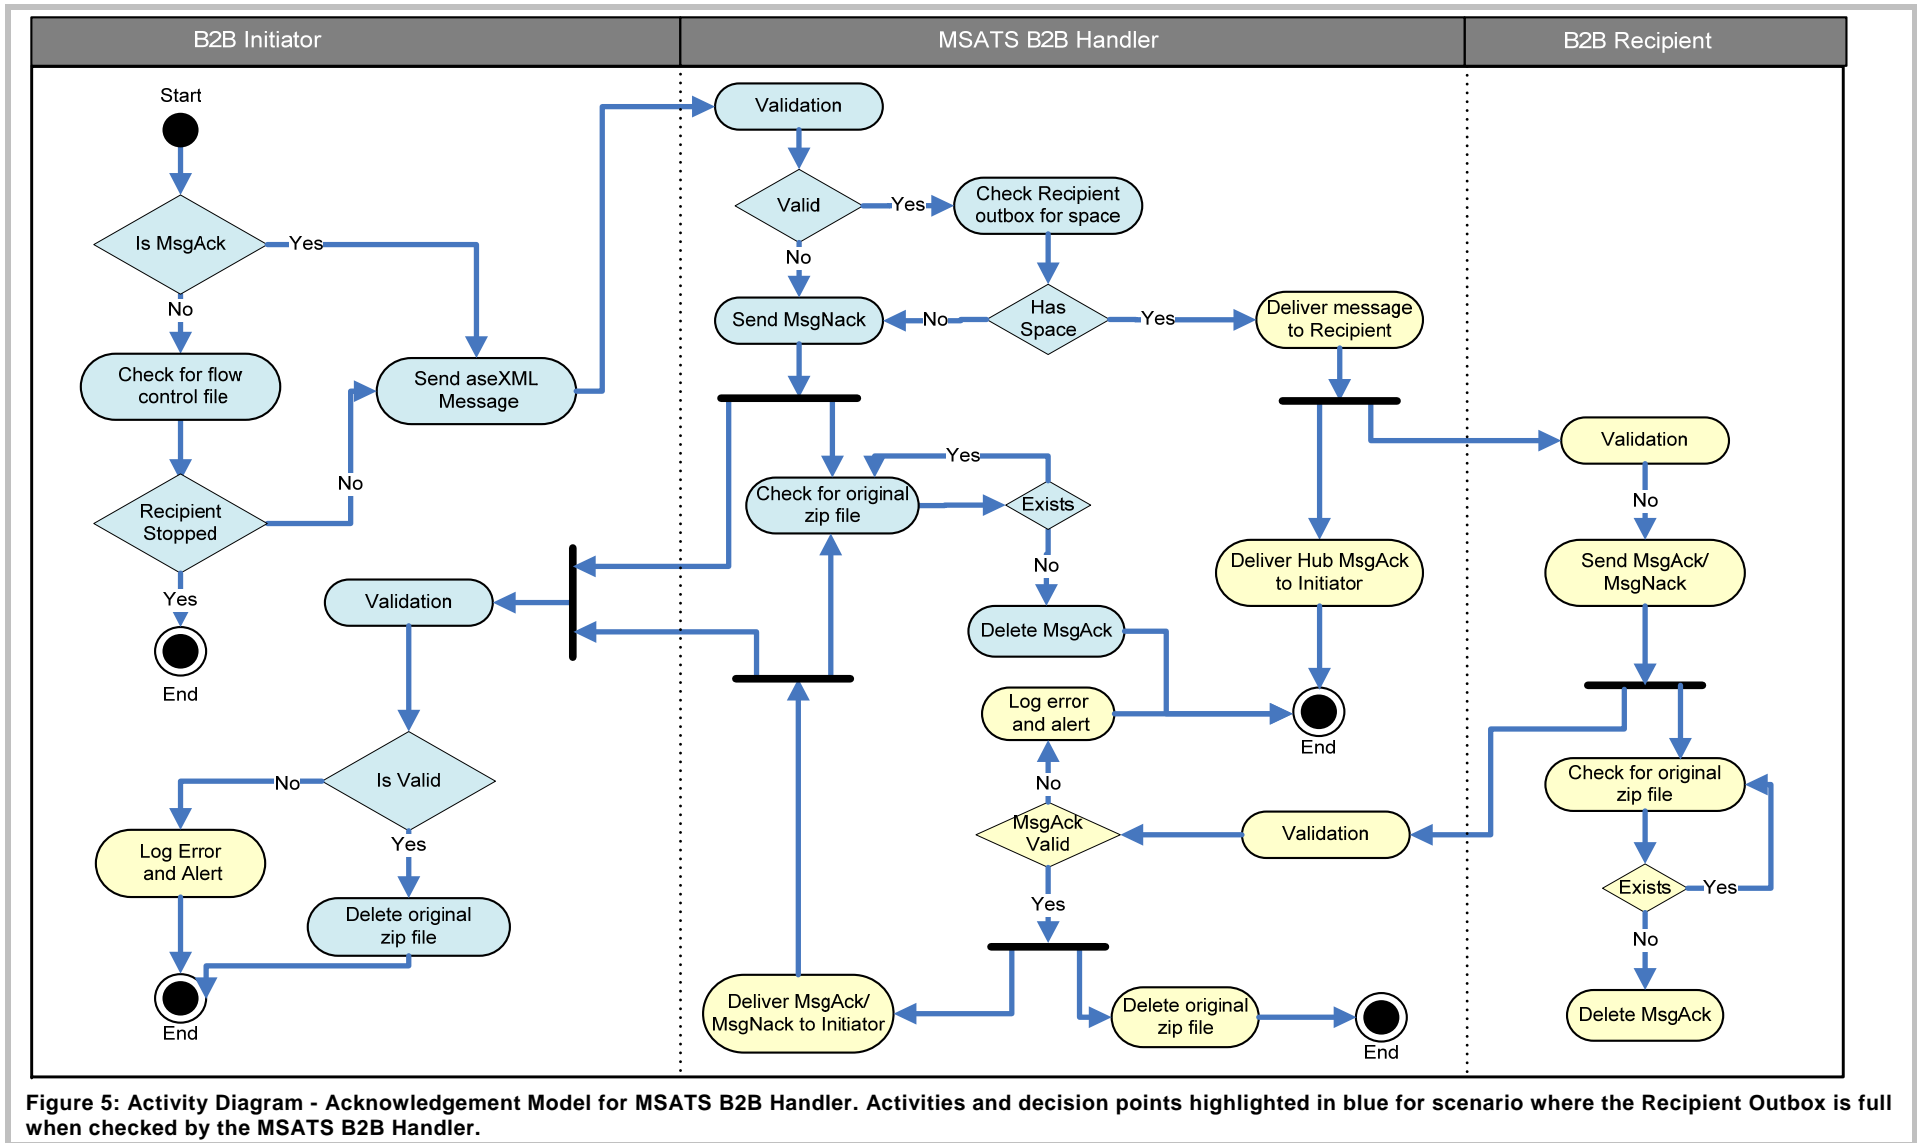 B2B Initiator
MSATS B2B Handler
B2B Recipient
Start
Is MsgAck
Yes
No
Check for flow
control file
Send aseXML
Message
No
Recipient
Stopped
Yes
End
Validation
Is Valid
No
Yes
Log Error
and Alert
Delete original
zip file
End
Validation
Valid
Yes
Check Recipient
outbox for space
No
Send MsgNack
No
Has
Space
Yes
Deliver message
to Recipient
Yes
Check for original
zip file
Exists
No
Delete MsgAck
Deliver Hub MsgAck
to Initiator
Log error
and alert
End
No
MsgAck
Valid
Validation
Yes
Deliver MsgAck/
MsgNack to Initiator
Delete original
zip file
End
Validation
No
Send MsgAck/
MsgNack
Check for original
zip file
Exists
Yes
No
Delete MsgAck
Figure 5: Activity Diagram - Acknowledgement Model for MSATS B2B Handler. Activities and decision points highlighted in blue for scenario where the Recipient Outbox is full
when checked by the MSATS B2B Handler.